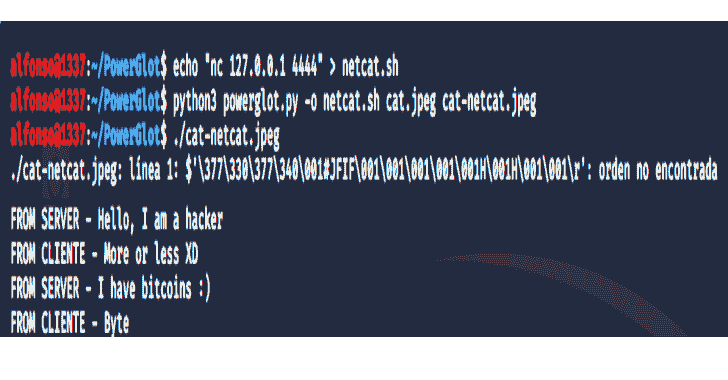 alfonso@1337:~/PowerGlot$ echo "nc 127.0.0.1 4444" > netcat.sh
alfonso@1337:~/PowerGlot$ python3 powerglot.py -o netcat.sh cat.jpeg cat-netcat.jpeg
alfonso@1337:~/PowerGlot$ ./cat-netcat.jpeg
./cat-netcat.jpeg: línea 1: $'\377\330\377\340\001#JFIF\001\001\001\001\001H\001H\001\001\r': orden no encontrada
FROM SERVER - Hello, I am a hacker
FROM CLIENTE - More or less XD
FROM SERVER - I have bitcoins :)
FROM CLIENTE - Byte